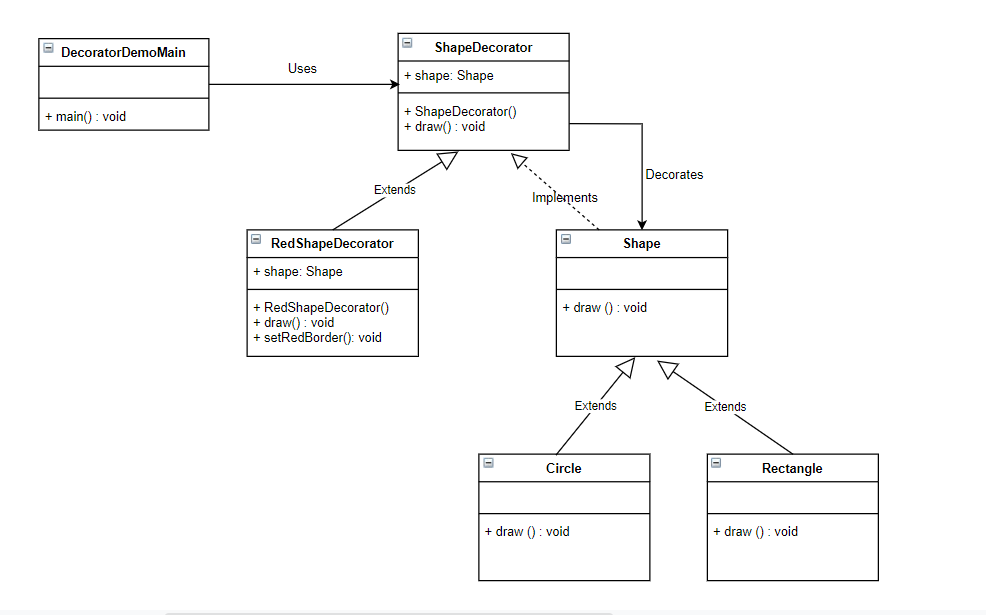 DecoratorDemoMain
+ main() : void
Uses
ShapeDecorator
+ shape: Shape
+ ShapeDecorator()
+ draw() : void
Extends
Implements
Decorates
RedShapeDecorator
+ shape: Shape
+ RedShapeDecorator()
+ draw() : void
+ setRedBorder(): void
Shape
+ draw () : void
Extends
Extends
Circle
+ draw () : void
Rectangle
+ draw () : void